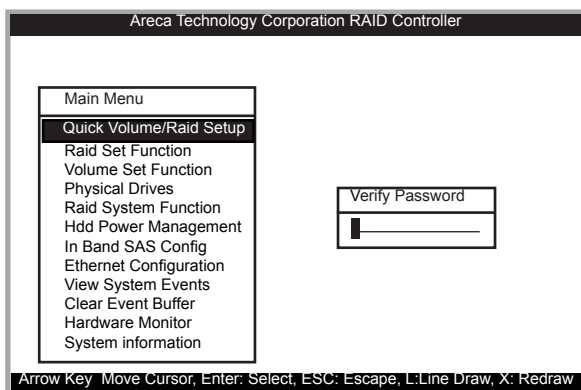 Areca Technology Corporation RAID Controller
Main Menu
Quick Volume/Raid Setup
Raid Set Function
Volume Set Function
Physical Drives
Raid System Function
Hdd Power Management
In Band SAS Config
Ethernet Configuration
View System Events
Clear Event Buffer
Hardware Monitor
System information
Verify Password
Arrow Key Move Cursor, Enter: Select, ESC: Escape, L:Line Draw, X: Redraw